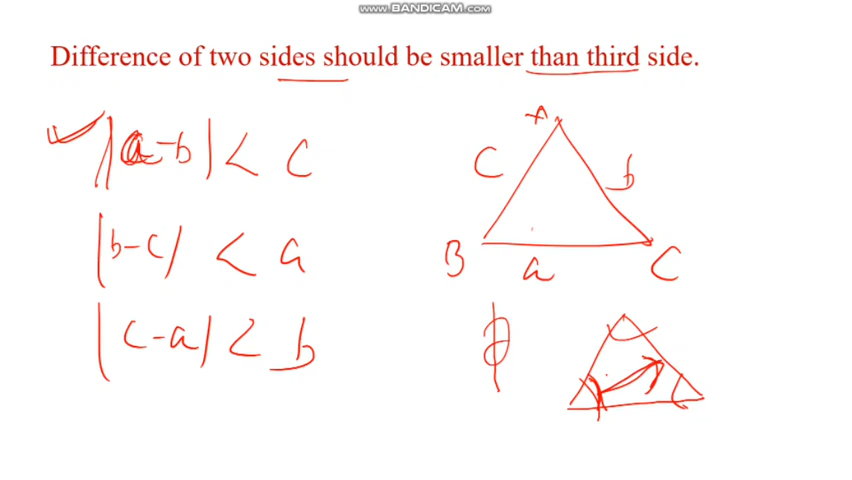 WWW.BANDICAM.COM
Difference of two sides should be smaller than third side.
|a-b| < c
|b-c| < a
|c-a| < b
A
C
b
B
a
C